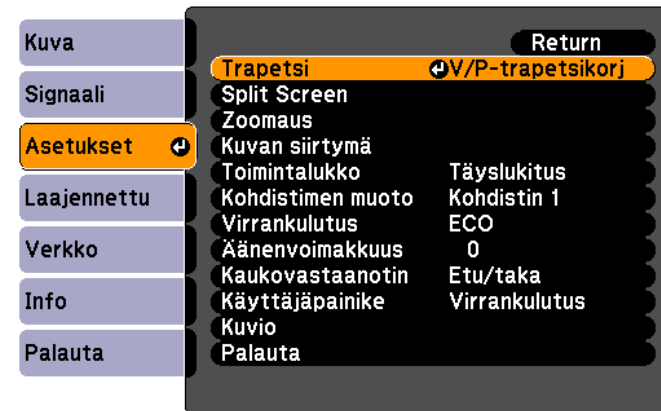 Kuva
Signaali
Asetukset
Laajennettu
Verkko
Info
Palauta
Return
Trapetsi V/P-trapetsikorj
Split Screen
Zoomaus
Kuvan siirtymä
Toimintalukko Täyslukitus
Kohdistimen muoto Kohdistin 1
Virrankulutus ECO
Äänenvoimakkuus 0
Kaukovastaanotin Etu/taka
Käyttäjäpainike Virrankulutus
Kuvio
Palauta